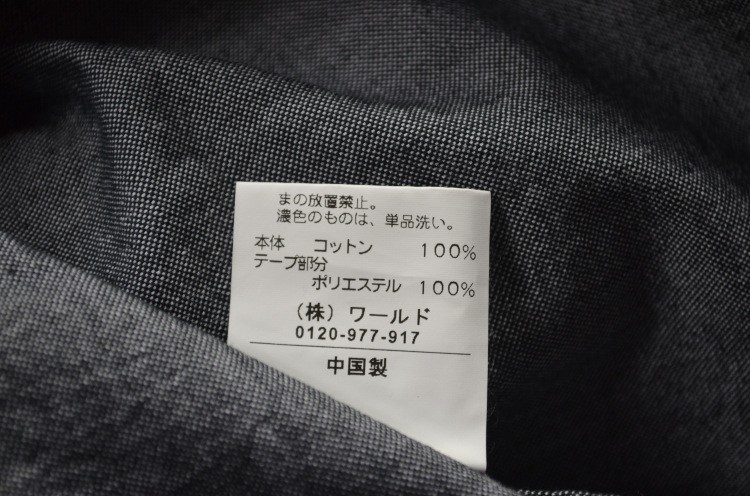 まの放置禁止。
濃色のものは、単品洗い。
本体 コットン 100%
テープ部分
ポリエステル 100%
(株) ワールド
0120-977-917
中国製